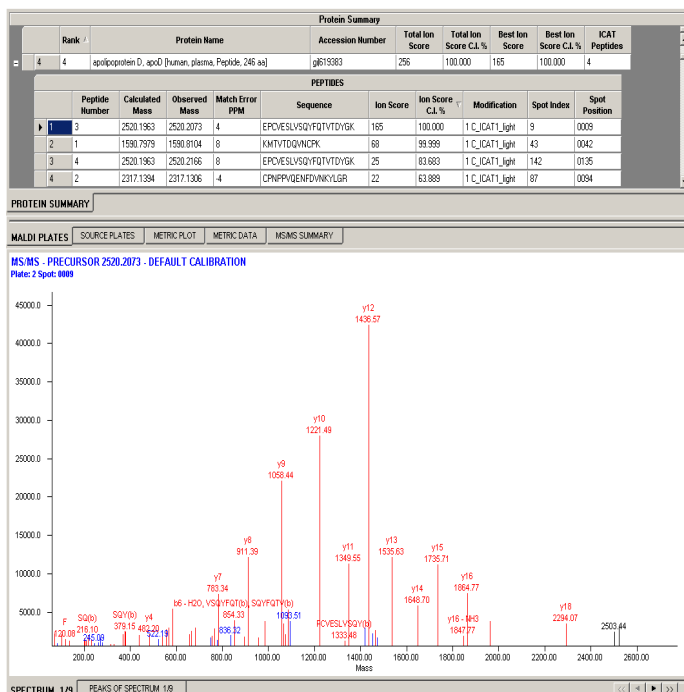 Protein Summary
Rank Protein Name Accession Number Total Ion Score Total Ion Score C.I. % Best Ion Score Best Ion Score C.I. % ICAT Peptides
4 4 apolipoprotein D, apoD [human, plasma, Peptide, 246 aa] gi|619383 256 100.000 165 100.000 4
PEPTIDES
Peptide Number Calculated Mass Observed Mass Match Error PPM Sequence Ion Score Ion Score C.I. % Modification Spot Index Spot Position
1 3 2520.1963 2520.2073 4 EPCVESLVSQYFQTVTDYGK 165 100.000 1 C_ICAT1_light 9 0009
2 1 1590.7979 1590.8104 8 KMTVTDQVNCPK 68 99.999 1 C_ICAT1_light 43 0042
3 4 2520.1963 2520.2166 8 EPCVESLVSQYFQTVTDYGK 25 83.683 1 C_ICAT1_light 142 0135
4 2 2317.1394 2317.1306 -4 CPNPPVQENFDVNKYLGR 22 63.889 1 C_ICAT1_light 87 0094
PROTEIN SUMMARY
MALDI PLATES SOURCE PLATES METRIC PLOT METRIC DATA MS/MS SUMMARY
MS/MS - PRECURSOR 2520.2073 - DEFAULT CALIBRATION
Plate: 2 Spot: 0009
y12
45000.0
1436.57
40000.0
35000.0
30000.0
y10
1221.49
25000.0
y9
1058.44
20000.0
15000.0
y8
911.39
y11
1349.55
y13
1535.63
y15
1735.71
10000.0
y7
783.34
y16
1864.77
y14
1648.70
b6 - H2O, VSQYFQT(b), SQYFQTV(b)
854.33
1093.51
5000.0
F
120.08
SQ(b)
216.10
245.09
SQY(b)
379.15
y4
482.20
522.19
836.32
PCVESLVSQY(b)
1333.48
y16 - NH3
1847.77
y18
2294.07
2503.44
200.00 400.00 600.00 800.00 1000.00 1200.00 1400.00 1600.00 1800.00 2000.00 2200.00 2400.00 2600.00
Mass
SPECTRUM 1/9 PEAKS OF SPECTRUM 1/9